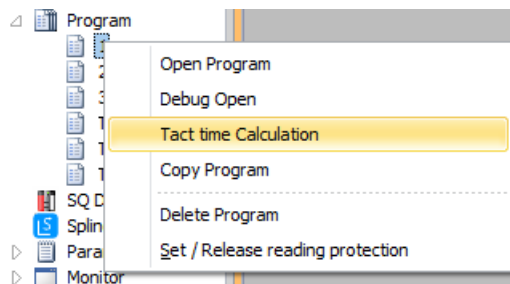 Program
1
Open Program
2
Debug Open
3
Tact time Calculation
Copy Program
SQ D
Delete Program
Splin
Para
Set / Release reading protection
Monitor